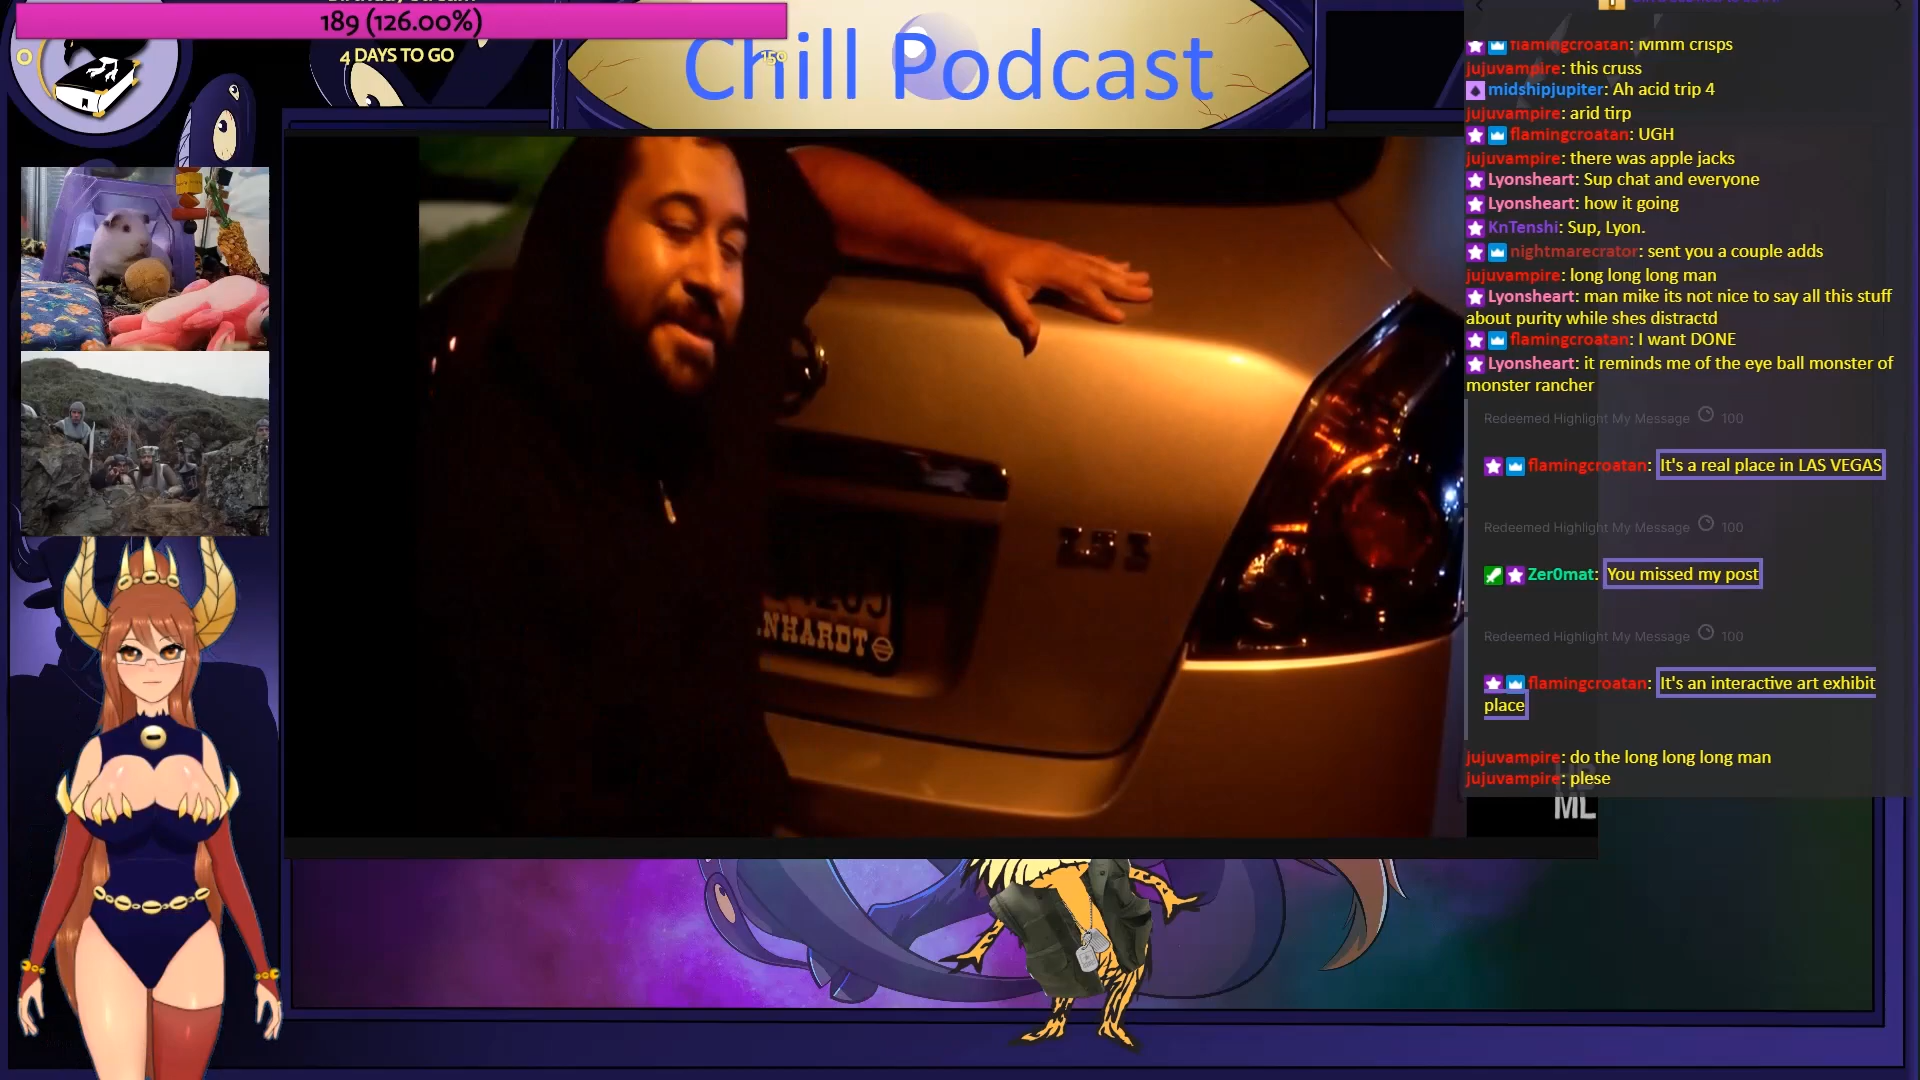 189 (126.00%)
4 DAYS TO GO
0
150
Chill Podcast
flamingcroatan: Mmm crisps
jujuvampire: this cruss
midshipjupiter: Ah acid trip 4
jujuvampire: arid tirp
flamingcroatan: UGH
jujuvampire: there was apple jacks
Lyonsheart: Sup chat and everyone
Lyonsheart: how it going
KnTenshi: Sup, Lyon.
nightmarecrator: sent you a couple adds
jujuvampire: long long long man
Lyonsheart: man mike its not nice to say all this stuff
about purity while shes distractd
flamingcroatan: I want DONE
Lyonsheart: it reminds me of the eye ball monster of
monster rancher
Redeemed Highlight My Message 100
flamingcroatan: It's a real place in LAS VEGAS
Redeemed Highlight My Message 100
Zer0mat: You missed my post
Redeemed Highlight My Message 100
flamingcroatan: It's an interactive art exhibit
place
jujuvampire: do the long long long man
jujuvampire: plese
ML
NHARDT